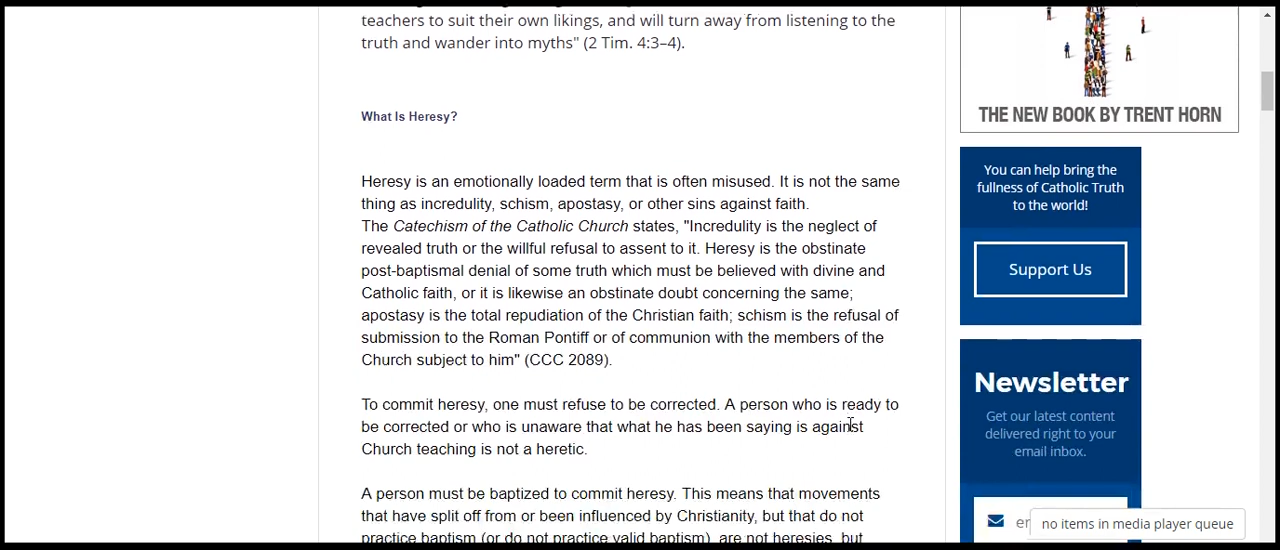 teachers to suit their own likings, and will turn away from listening to the
truth and wander into myths" (2 Tim. 4:3–4).
What Is Heresy?
Heresy is an emotionally loaded term that is often misused. It is not the same
thing as incredulity, schism, apostasy, or other sins against faith.
The Catechism of the Catholic Church states, "Incredulity is the neglect of
revealed truth or the willful refusal to assent to it. Heresy is the obstinate
post-baptismal denial of some truth which must be believed with divine and
Catholic faith, or it is likewise an obstinate doubt concerning the same;
apostasy is the total repudiation of the Christian faith; schism is the refusal of
submission to the Roman Pontiff or of communion with the members of the
Church subject to him" (CCC 2089).
To commit heresy, one must refuse to be corrected. A person who is ready to
be corrected or who is unaware that what he has been saying is against
Church teaching is not a heretic.
A person must be baptized to commit heresy. This means that movements
that have split off from or been influenced by Christianity, but that do not
practice baptism (or do not practice valid baptism), are not heresies, but
THE NEW BOOK BY TRENT HORN
You can help bring the
fullness of Catholic Truth
to the world!
Support Us
Newsletter
Get our latest content
delivered right to your
email inbox.
no items in media player queue